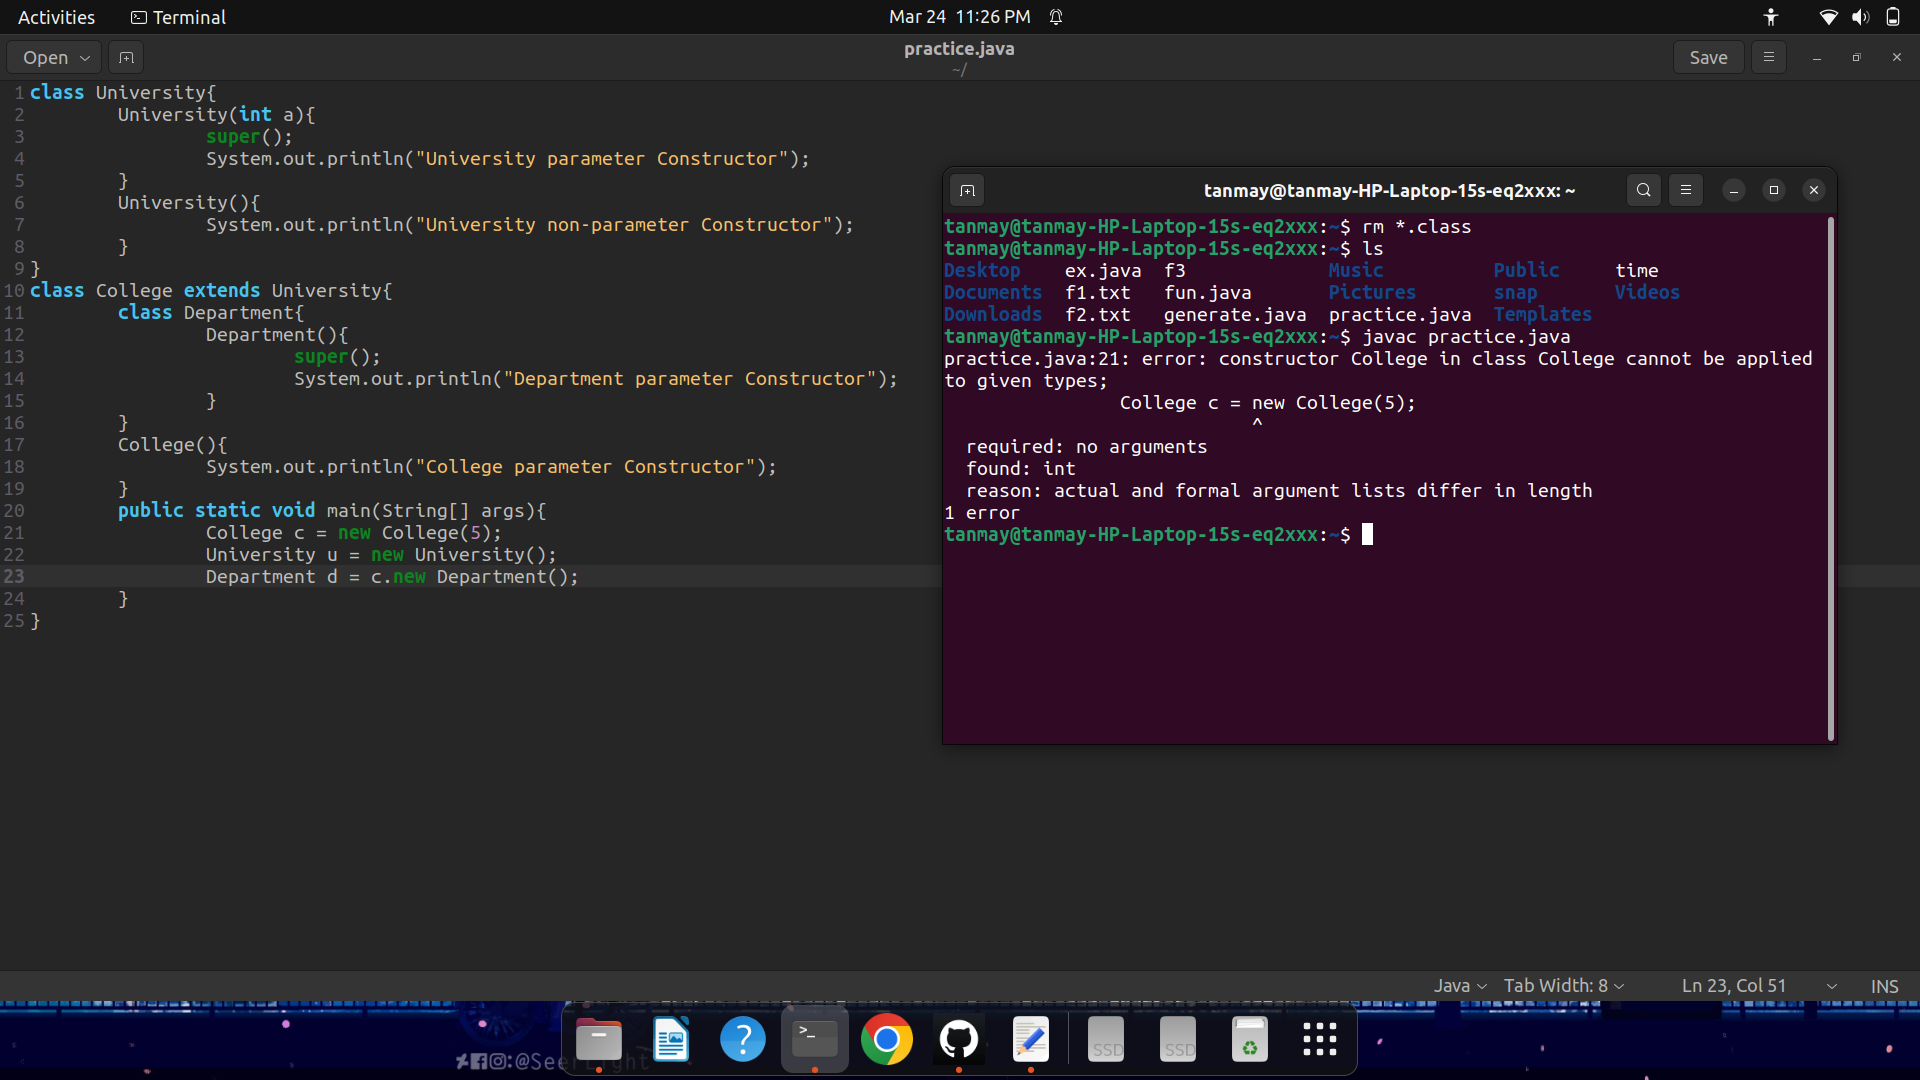 Activities Terminal Mar 24 11:26 PM
Open practice.java Save
~/
1 class University{
2 University(int a){
3 super();
4 System.out.println("University parameter Constructor");
5 }
6 University(){
7 System.out.println("University non-parameter Constructor");
8 }
9 }
10 class College extends University{
11 class Department{
12 Department(){
13 super();
14 System.out.println("Department parameter Constructor");
15 }
16 }
17 College(){
18 System.out.println("College parameter Constructor");
19 }
20 public static void main(String[] args){
21 College c = new College(5);
22 University u = new University();
23 Department d = c.new Department();
24 }
25 }
tanmay@tanmay-HP-Laptop-15s-eq2xxx: ~
tanmay@tanmay-HP-Laptop-15s-eq2xxx:~$ rm *.class
tanmay@tanmay-HP-Laptop-15s-eq2xxx:~$ ls
Desktop ex.java f3 Music Public time
Documents f1.txt fun.java Pictures snap Videos
Downloads f2.txt generate.java practice.java Templates
tanmay@tanmay-HP-Laptop-15s-eq2xxx:~$ javac practice.java
practice.java:21: error: constructor College in class College cannot be applied
to given types;
College c = new College(5);
^
required: no arguments
found: int
reason: actual and formal argument lists differ in length
1 error
tanmay@tanmay-HP-Laptop-15s-eq2xxx:~$
Java Tab Width: 8 Ln 23, Col 51 INS
>_ ? SSD SSD
:@SeerLight